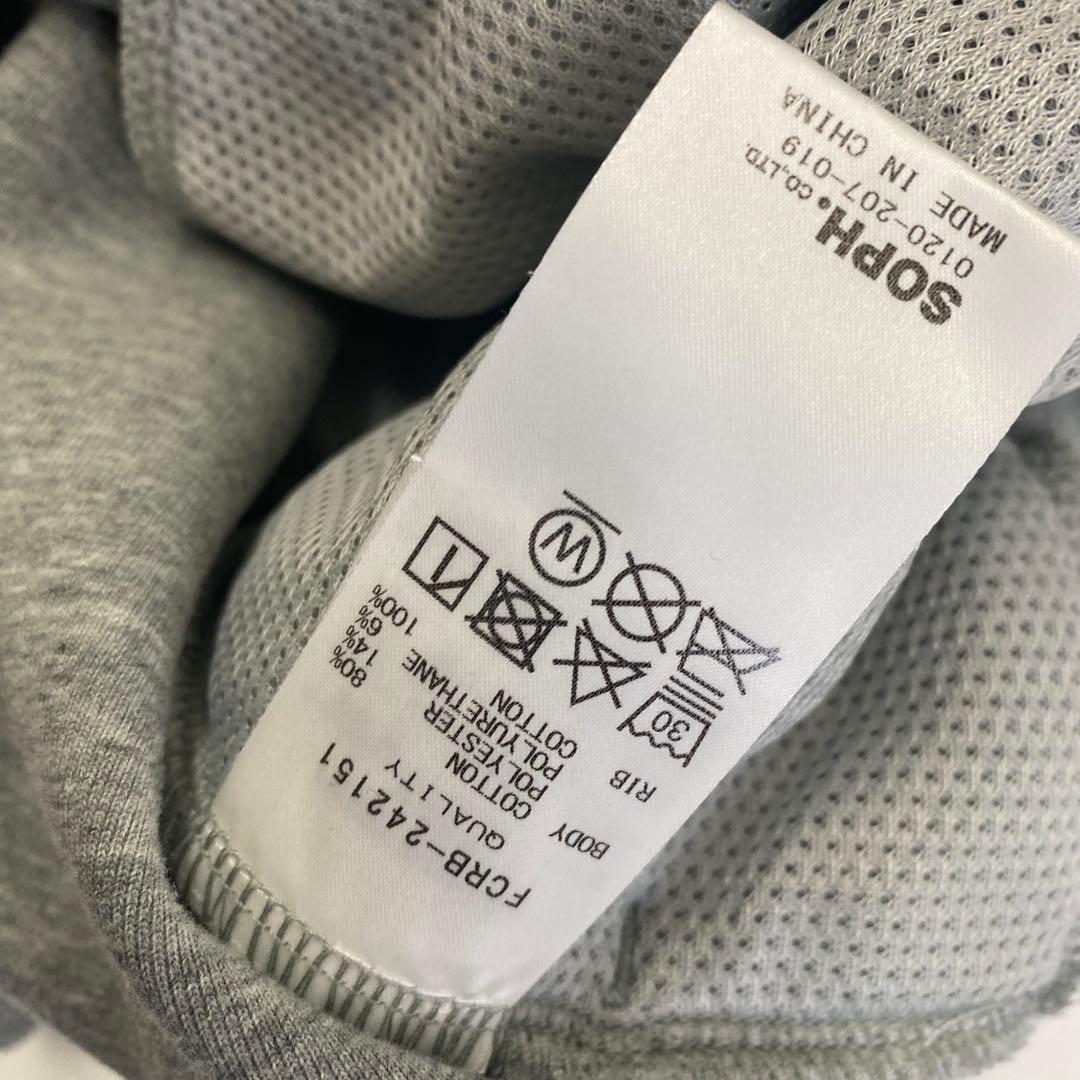 FCRB-242151
QUALITY
BODY COTTON 80%
POLYESTER 14%
POLYURETHANE 6%
RIB COTTON 100%
30
W
SOPH.CO.,LTD.
0120-207-019
MADE IN CHINA